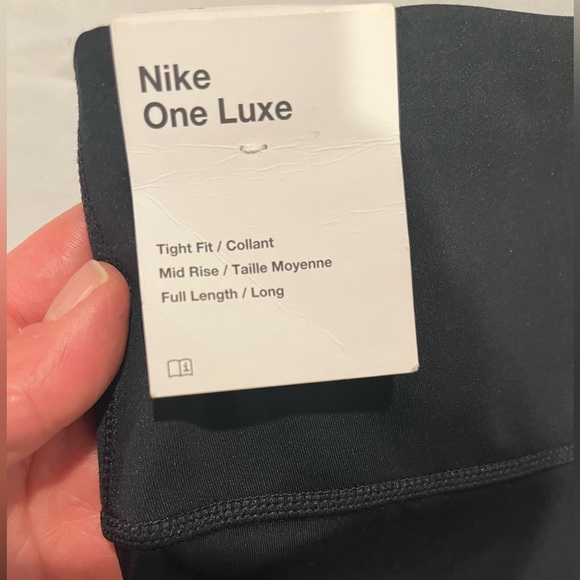 Nike
One Luxe
Tight Fit / Collant
Mid Rise / Taille Moyenne
Full Length / Long